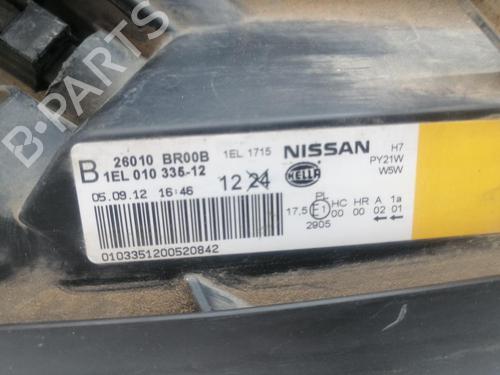 B-PARTS
B 26010 BR00B 1EL 1715 NISSAN H7
1EL 010 335-12 PY21W
W5W
05.09.12 16:46 12 24 HELLA
PL HC HR A 1a
17,5 E1 00 00 02 01
2905
0103351200520842